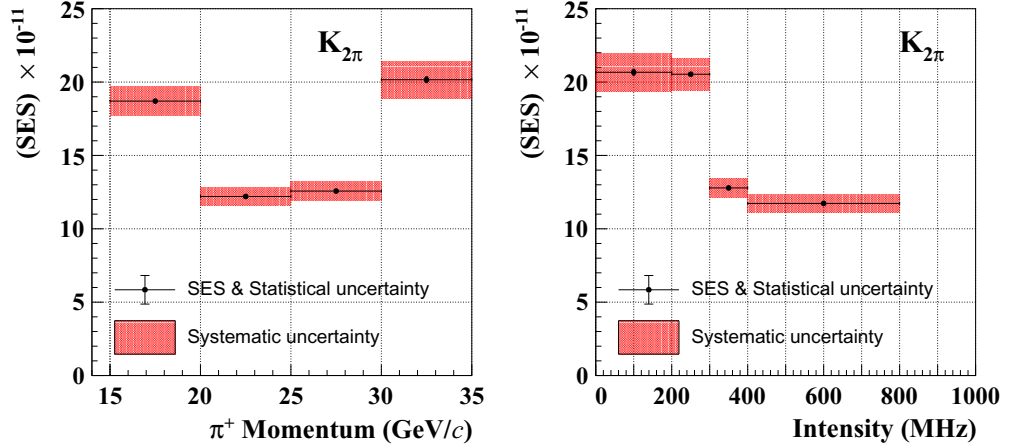 (SES) × 10⁻¹¹
25
20
15
10
5
0
K₂π
SES & Statistical uncertainty
Systematic uncertainty
15 20 25 30 35
π⁺ Momentum (GeV/c)
(SES) × 10⁻¹¹
25
20
15
10
5
0
K₂π
SES & Statistical uncertainty
Systematic uncertainty
0 200 400 600 800 1000
Intensity (MHz)